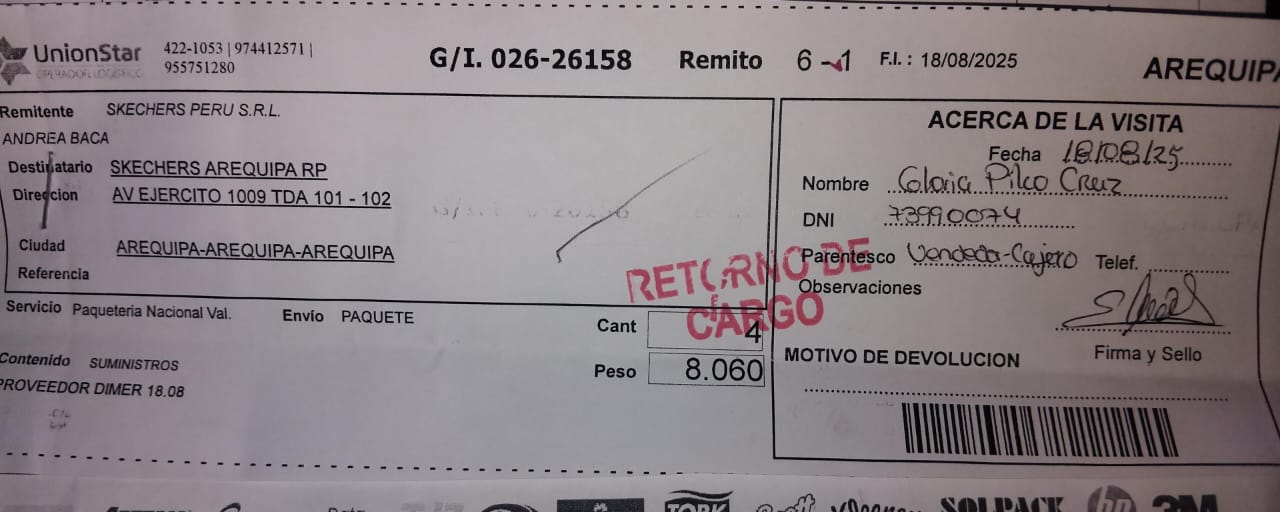 UnionStar
OPERADOR LOGISTICO
422-1053 | 974412571 |
955751280
G/I. 026-26158 Remito 6 - 1 F.I. : 18/08/2025
AREQUIPA
Remitente SKECHERS PERU S.R.L.
ANDREA BACA
Destinatario SKECHERS AREQUIPA RP
Direccion AV EJERCITO 1009 TDA 101 - 102
Ciudad AREQUIPA-AREQUIPA-AREQUIPA
Referencia
Servicio Paqueteria Nacional Val. Envio PAQUETE
Cant 4
Peso 8.060
Contenido SUMINISTROS
PROVEEDOR DIMER 18.08
RETORNO DE
CARGO
ACERCA DE LA VISITA
Fecha 18/08/25
Nombre Gloria Pilco Cruz
DNI 73990074
Parentesco Vendedo-Cajero Telef.
Observaciones
Firma y Sello
MOTIVO DE DEVOLUCION
TORK
SOLPACK
hp
3M